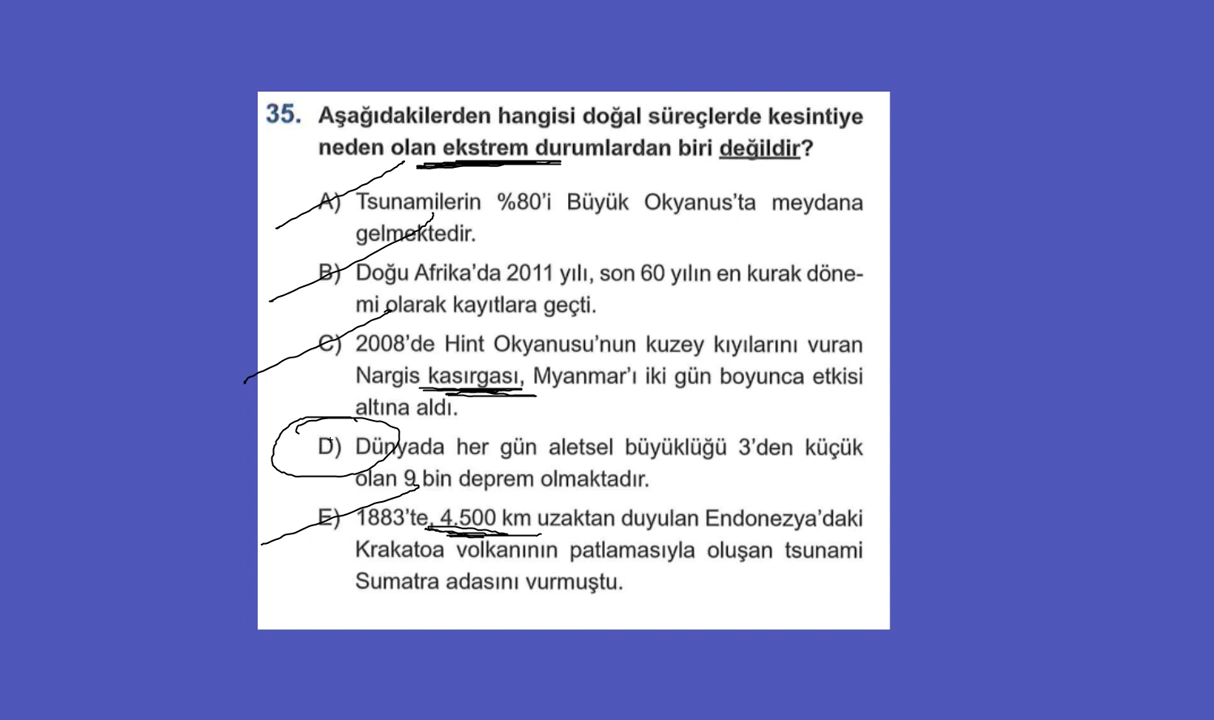 35. Aşağıdakilerden hangisi doğal süreçlerde kesintiye
neden olan ekstrem durumlardan biri değildir?
A) Tsunamilerin %80’i Büyük Okyanus’ta meydana
gelmektedir.
B) Doğu Afrika’da 2011 yılı, son 60 yılın en kurak döne-
mi olarak kayıtlara geçti.
C) 2008’de Hint Okyanusu’nun kuzey kıyılarını vuran
Nargis kasırgası, Myanmar’ı iki gün boyunca etkisi
altına aldı.
D) Dünyada her gün aletsel büyüklüğü 3’den küçük
olan 9 bin deprem olmaktadır.
E) 1883’te, 4.500 km uzaktan duyulan Endonezya’daki
Krakatoa volkanının patlamasıyla oluşan tsunami
Sumatra adasını vurmuştu.